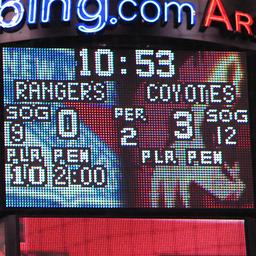 bing.com Ar
10:53
RANGERS COYOTES
SOG 0 PER 3 SOG
9 2 12
PLR PEN PLR PEN
10 2:00